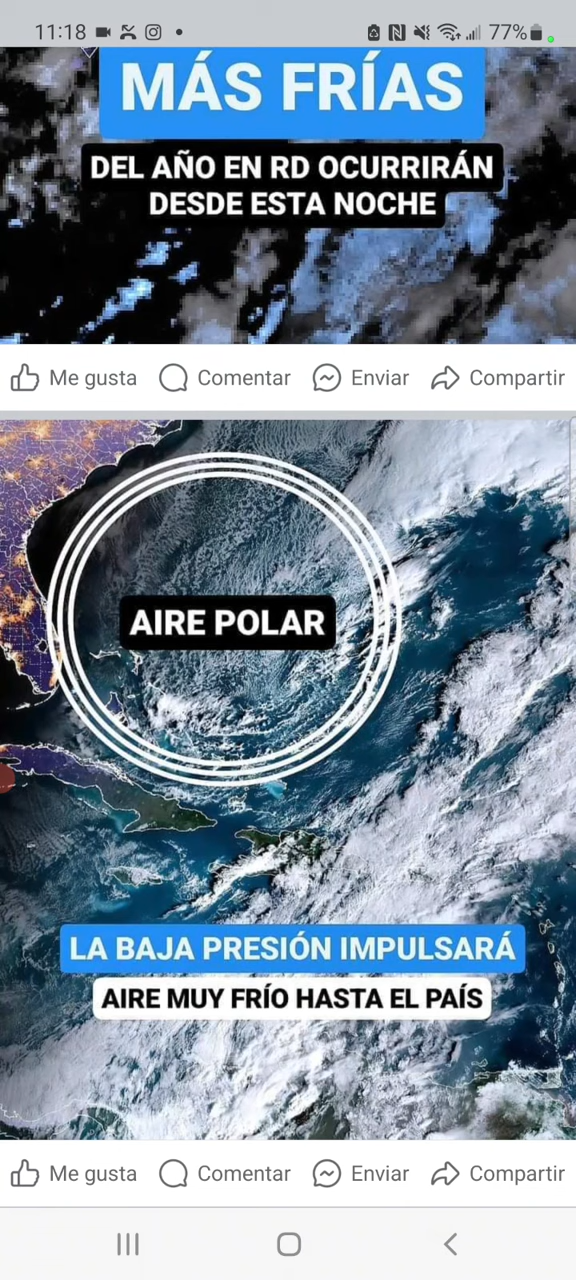 11:18
77%
MÁS FRÍAS
DEL AÑO EN RD OCURRIRÁN
DESDE ESTA NOCHE
Me gusta Comentar Enviar Compartir
AIRE POLAR
LA BAJA PRESIÓN IMPULSARÁ
AIRE MUY FRÍO HASTA EL PAÍS
Me gusta Comentar Enviar Compartir